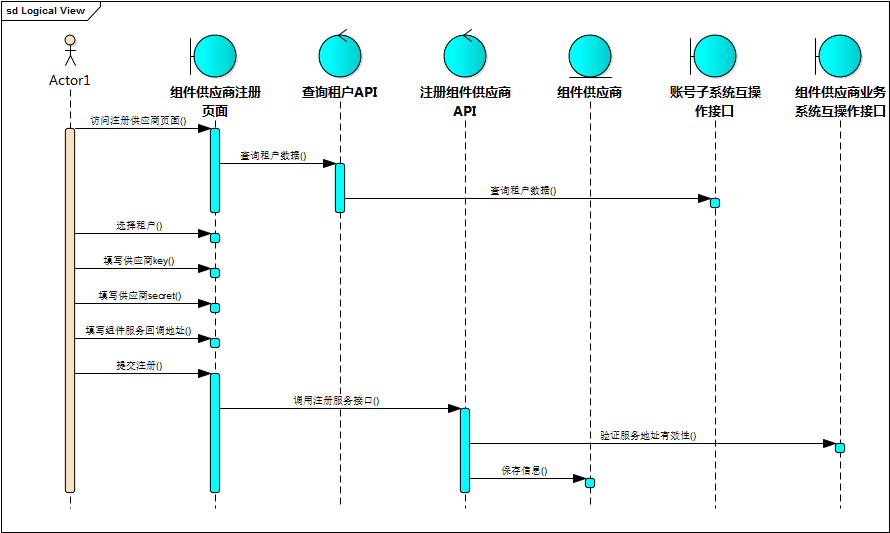 sd Logical View
Actor1
组件供应商注册
页面
查询租户API
注册组件供应商
API
组件供应商
账号子系统互操
作接口
组件供应商业务
系统互操作接口
访问注册供应商页面()
查询租户数据()
查询租户数据()
选择租户()
填写供应商key()
填写供应商secret()
填写组件服务回调地址()
提交注册()
调用注册服务接口()
验证服务地址有效性()
保存信息()